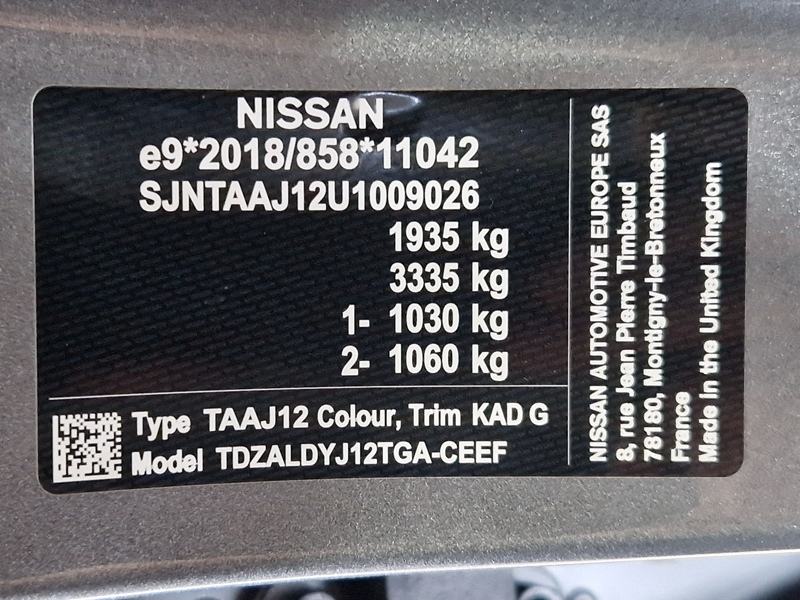 NISSAN
e9*2018/858*11042
SJNTAAJ12U1009026
1935 kg
3335 kg
1- 1030 kg
2- 1060 kg
Type TAAJ12 Colour, Trim KAD G
Model TDZALDYJ12TGA-CEEF
NISSAN AUTOMOTIVE EUROPE SAS
8, rue Jean Pierre Timbaud
78180, Montigny-le-Bretonneux
France
Made in the United Kingdom